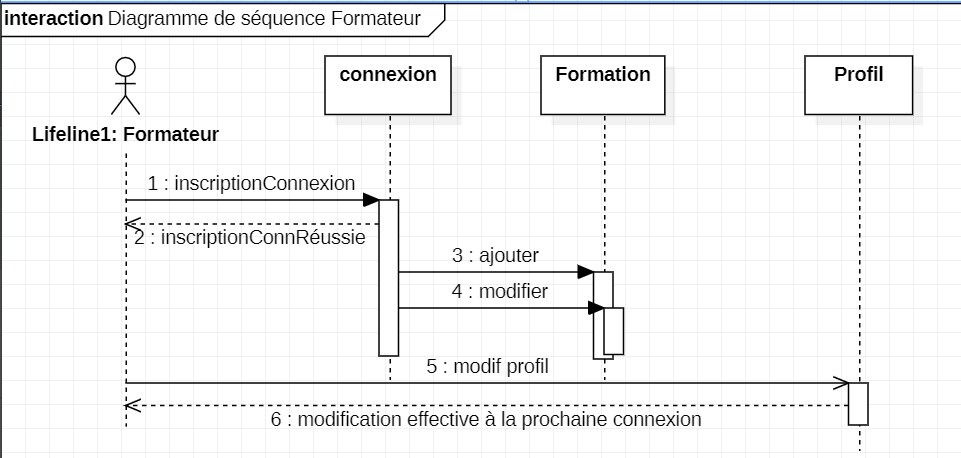 interaction Diagramme de séquence Formateur
connexion
Formation
Profil
Lifeline1: Formateur
1 : inscriptionConnexion
2 : inscriptionConnRéussie
3 : ajouter
4 : modifier
5 : modif profil
6 : modification effective à la prochaine connexion